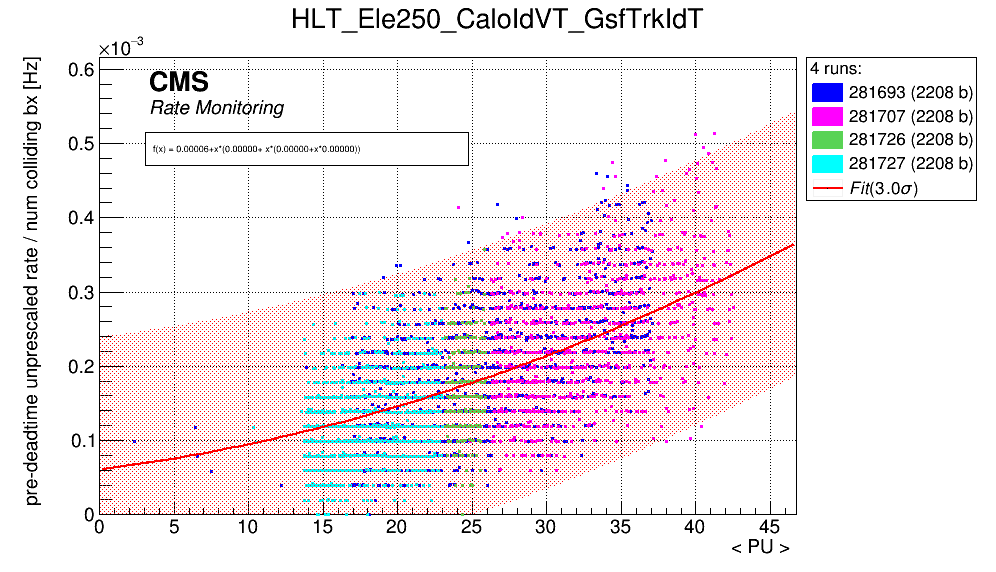 HLT_Ele250_CaloIdVT_GsfTrkIdT
×10⁻³
pre-deadtime unprescaled rate / num colliding bx [Hz]
CMS
Rate Monitoring
f(x) = 0.00006+x*(0.00000+ x*(0.00000+x*0.00000))
4 runs:
281693 (2208 b)
281707 (2208 b)
281726 (2208 b)
281727 (2208 b)
Fit(3.0σ)
0.6
0.5
0.4
0.3
0.2
0.1
0
0 5 10 15 20 25 30 35 40 45
< PU >